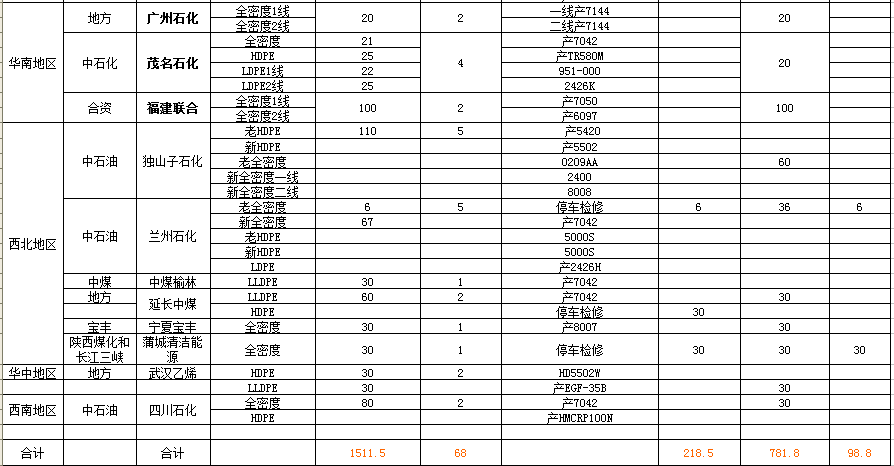 地方 广州石化 全密度1线 20 2 一线产7144 20
全密度2线 二线产7144
华南地区 中石化 茂名石化 全密度 21 4 产7042 20
HDPE 25 产TR580M
LDPE1线 22 951-000
LDPE2线 25 2426K
合资 福建联合 全密度1线 100 2 产7050 100
全密度2线 产6097
西北地区 中石油 独山子石化 老HDPE 110 5 产5420
新HDPE 产5502
老全密度 0209AA 60
新全密度一线 2400
新全密度二线 8008
中石油 兰州石化 老全密度 6 5 停车检修 6 36 6
新全密度 67 产7042
老HDPE 5000S
新HDPE 5000S
LDPE 产2426H
中煤 中煤榆林 LLDPE 30 1 产7042
地方 延长中煤 LLDPE 60 2 产7042 30
HDPE 停车检修 30
宝丰 宁夏宝丰 全密度 30 1 产8007 30
陕西煤化和长江三峡 蒲城清洁能源 全密度 30 1 停车检修 30 30 30
华中地区 地方 武汉乙烯 HDPE 30 2 HD5502W
LLDPE 30 产EGF-35B 30
西南地区 中石油 四川石化 全密度 80 2 产7042 30
HDPE 产HMCRP100N
合计 合计 1511.5 68 218.5 781.8 98.8